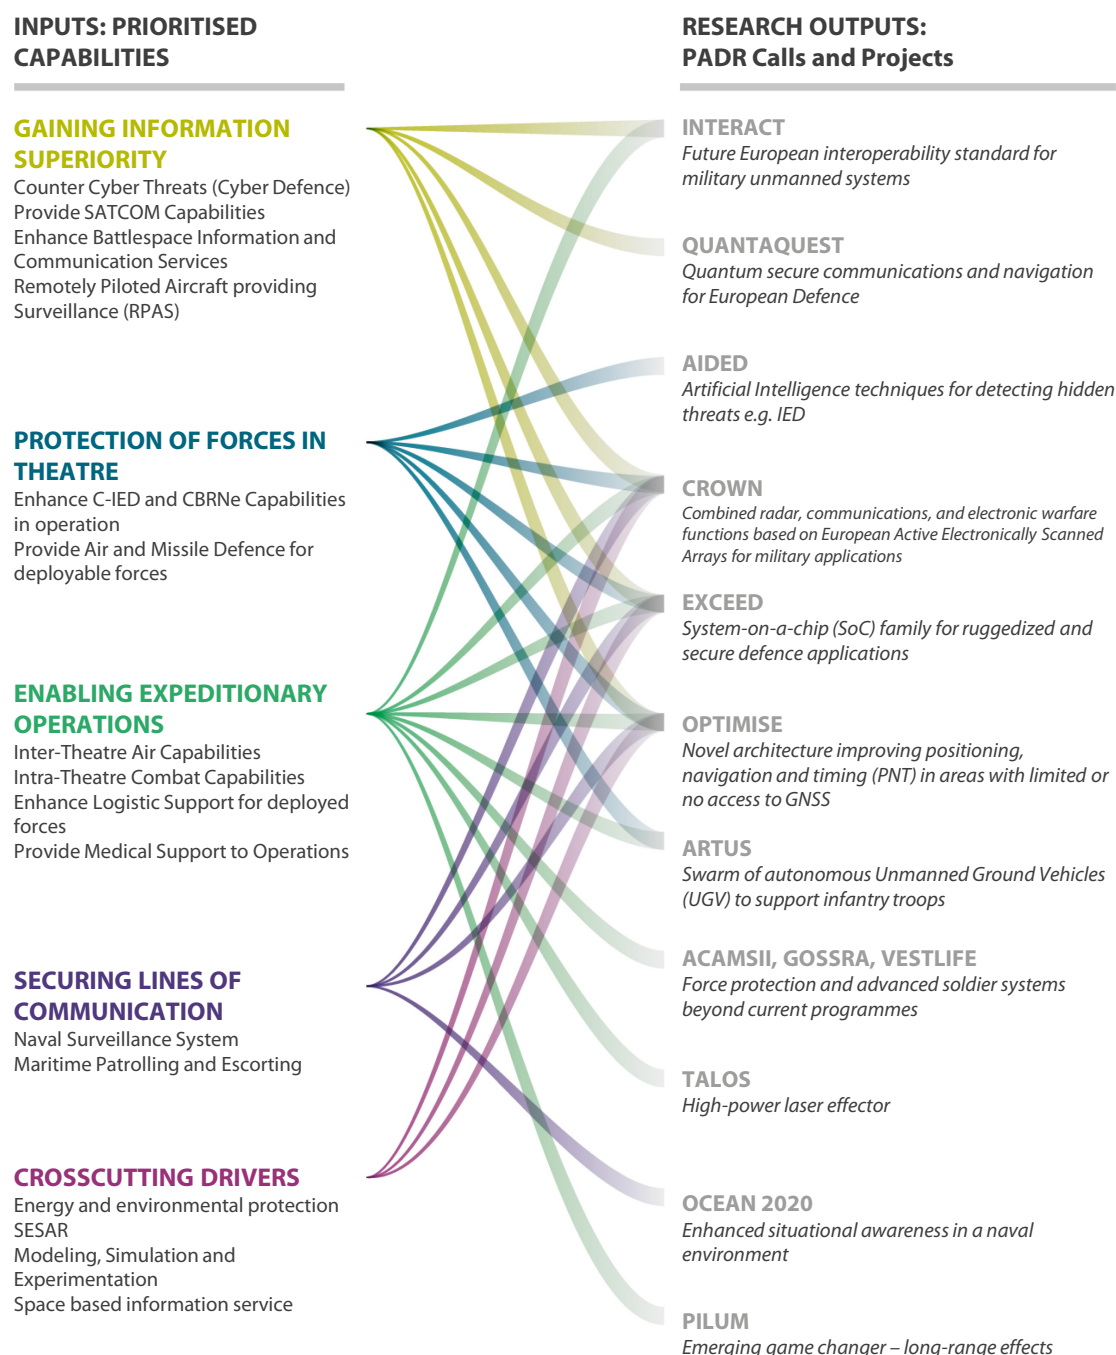 INPUTS: PRIORITISED
CAPABILITIES
GAINING INFORMATION
SUPERIORITY
Counter Cyber Threats (Cyber Defence)
Provide SATCOM Capabilities
Enhance Battlespace Information and
Communication Services
Remotely Piloted Aircraft providing
Surveillance (RPAS)
PROTECTION OF FORCES IN
THEATRE
Enhance C-IED and CBRNe Capabilities
in operation
Provide Air and Missile Defence for
deployable forces
ENABLING EXPEDITIONARY
OPERATIONS
Inter-Theatre Air Capabilities
Intra-Theatre Combat Capabilities
Enhance Logistic Support for deployed
forces
Provide Medical Support to Operations
SECURING LINES OF
COMMUNICATION
Naval Surveillance System
Maritime Patrolling and Escorting
CROSSCUTTING DRIVERS
Energy and environmental protection
SESAR
Modeling, Simulation and
Experimentation
Space based information service
RESEARCH OUTPUTS:
PADR Calls and Projects
INTERACT
Future European interoperability standard for
military unmanned systems
QUANTAQUEST
Quantum secure communications and navigation
for European Defence
AIDED
Artificial Intelligence techniques for detecting hidden
threats e.g. IED
CROWN
Combined radar, communications, and electronic warfare
functions based on European Active Electronically Scanned
Arrays for military applications
EXCEED
System-on-a-chip (SoC) family for ruggedized and
secure defence applications
OPTIMISE
Novel architecture improving positioning,
navigation and timing (PNT) in areas with limited or
no access to GNSS
ARTUS
Swarm of autonomous Unmanned Ground Vehicles
(UGV) to support infantry troops
ACAMSII, GOSSRA, VESTLIFE
Force protection and advanced soldier systems
beyond current programmes
TALOS
High-power laser effector
OCEAN 2020
Enhanced situational awareness in a naval
environment
PILUM
Emerging game changer – long-range effects